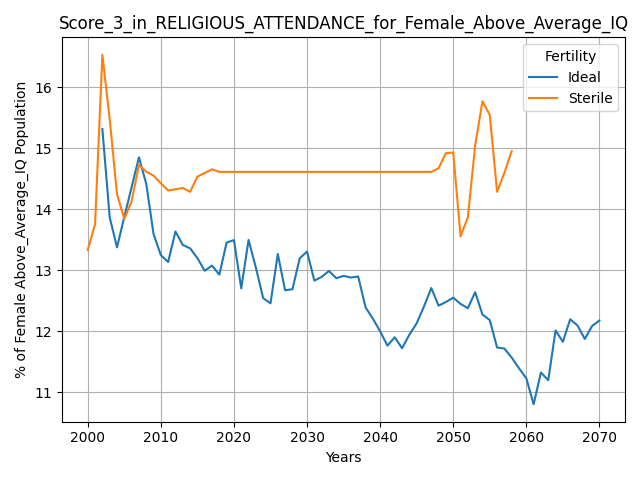 Score_3_in_RELIGIOUS_ATTENDANCE_for_Female_Above_Average_IQ
% of Female Above_Average_IQ Population
16
15
14
13
12
11
Fertility
Ideal
Sterile
2000 2010 2020 2030 2040 2050 2060 2070
Years